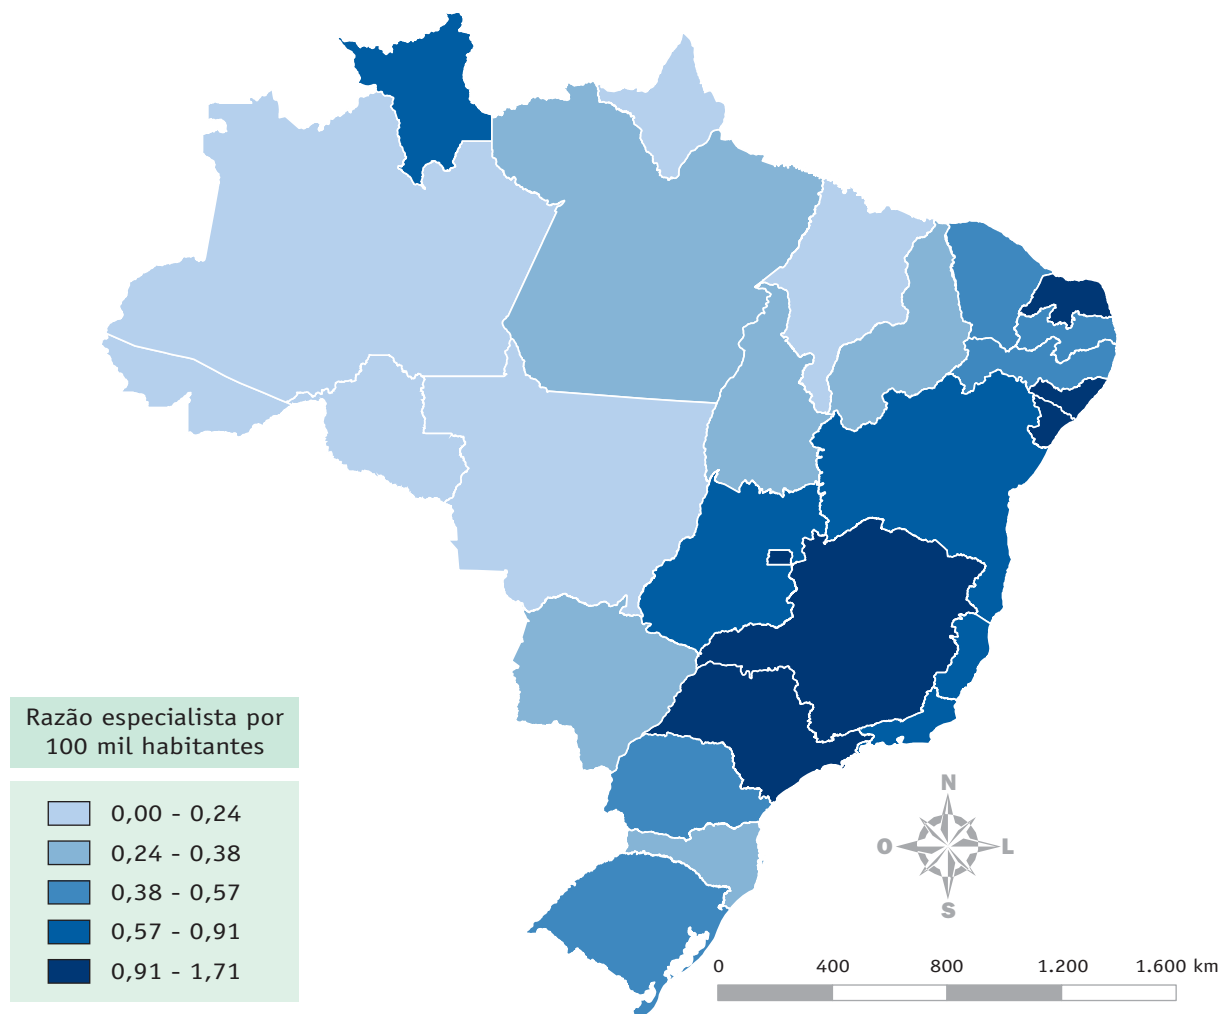 Razão especialista por
100 mil habitantes
0,00 - 0,24
0,24 - 0,38
0,38 - 0,57
0,57 - 0,91
0,91 - 1,71
N
O
L
S
0 400 800 1.200 1.600 km